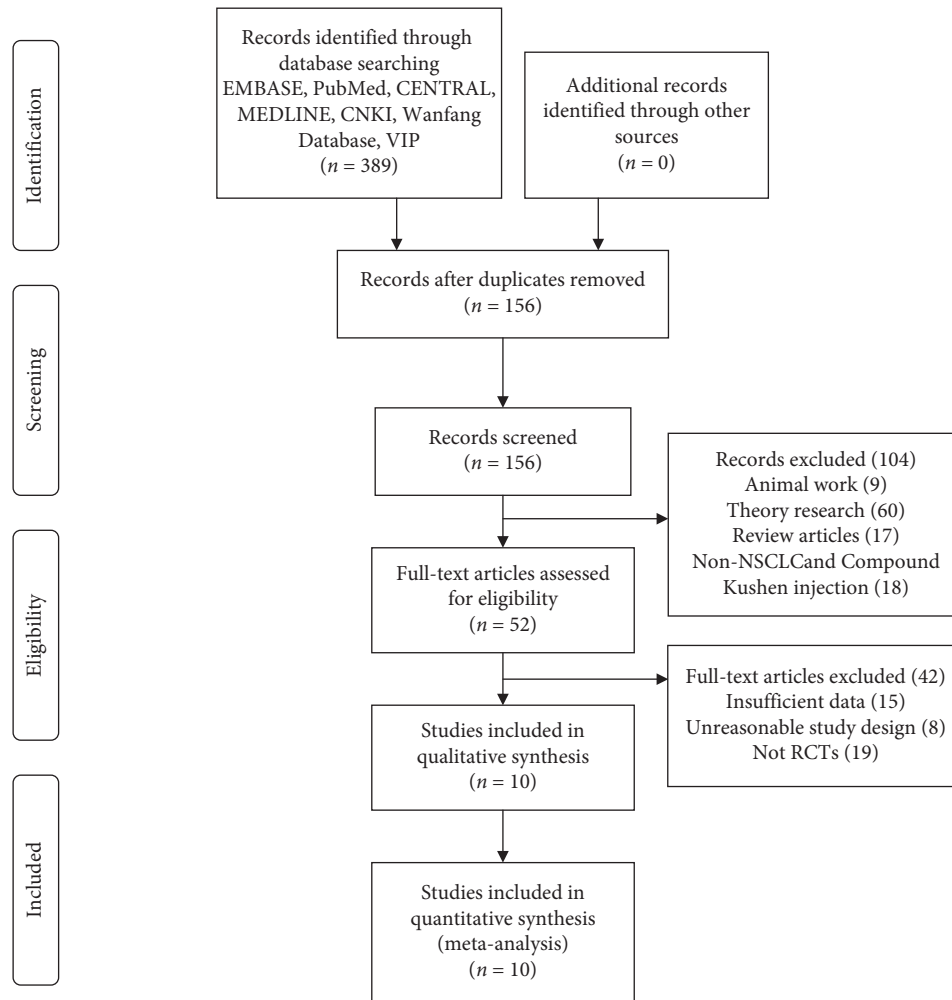 Identification
Records identified through
database searching
EMBASE, PubMed, CENTRAL,
MEDLINE, CNKI, Wanfang
Database, VIP
(n = 389)
Additional records
identified through other
sources
(n = 0)
Records after duplicates removed
(n = 156)
Screening
Records screened
(n = 156)
Records excluded (104)
Animal work (9)
Theory research (60)
Review articles (17)
Non-NSCLCand Compound
Kushen injection (18)
Eligibility
Full-text articles assessed
for eligibility
(n = 52)
Full-text articles excluded (42)
Insufficient data (15)
Unreasonable study design (8)
Not RCTs (19)
Studies included in
qualitative synthesis
(n = 10)
Included
Studies included in
quantitative synthesis
(meta-analysis)
(n = 10)